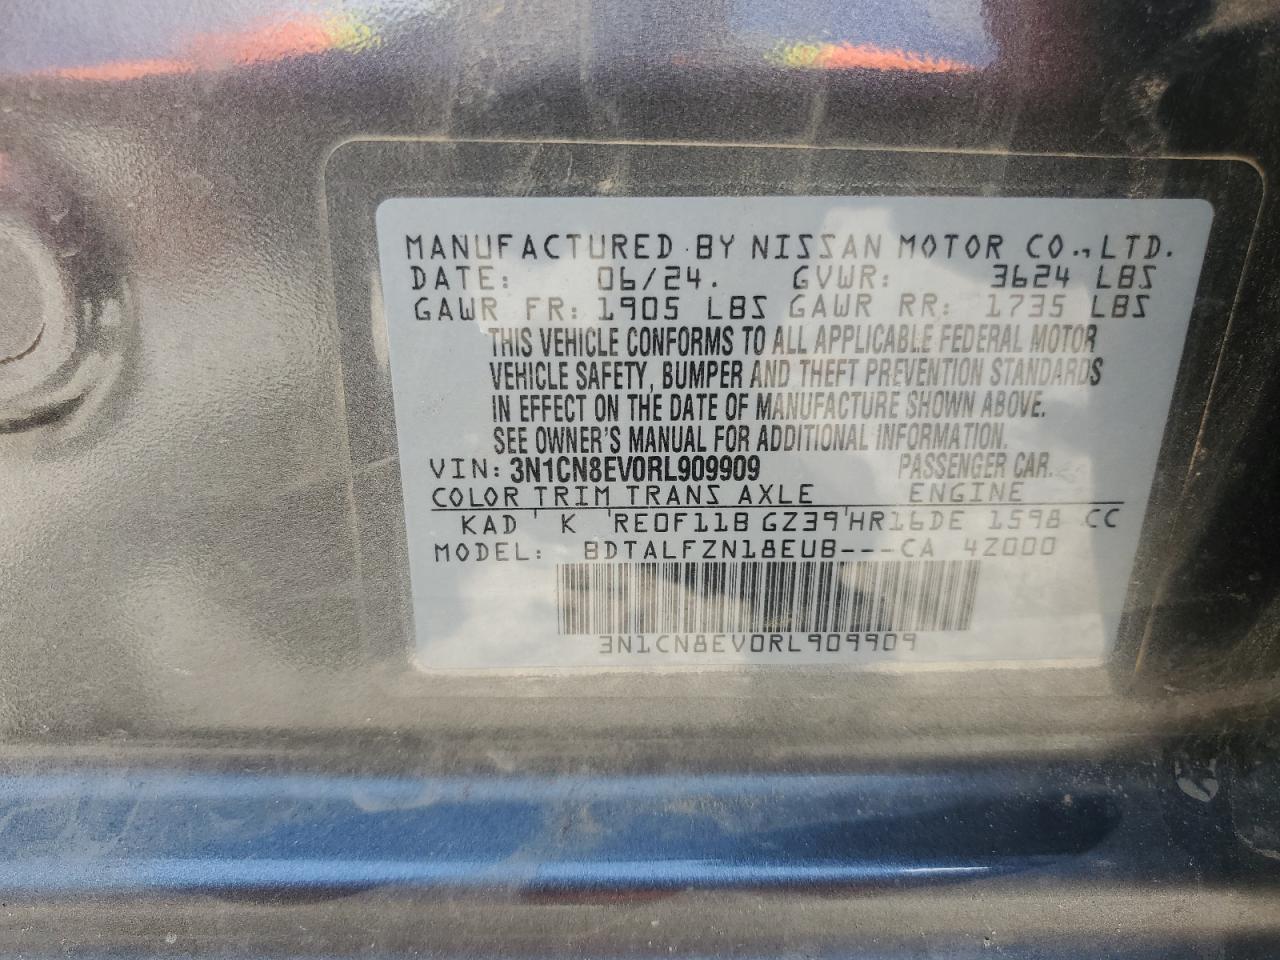 MANUFACTURED BY NISSAN MOTOR CO., LTD.
DATE: 06/24. GVWR: 3624 LBS
GAWR FR: 1905 LBS GAWR RR: 1735 LBS
THIS VEHICLE CONFORMS TO ALL APPLICABLE FEDERAL MOTOR
VEHICLE SAFETY, BUMPER AND THEFT PREVENTION STANDARDS
IN EFFECT ON THE DATE OF MANUFACTURE SHOWN ABOVE.
SEE OWNER'S MANUAL FOR ADDITIONAL INFORMATION.
VIN: 3N1CN8EV0RL909909 PASSENGER CAR.
COLOR TRIM TRANS AXLE ENGINE
KAD ' K ' RE0F11B GZ39'HR16DE 1598 CC
MODEL: BDTALFZN18EUB---CA 4Z000
3N1CN8EV0RL909909